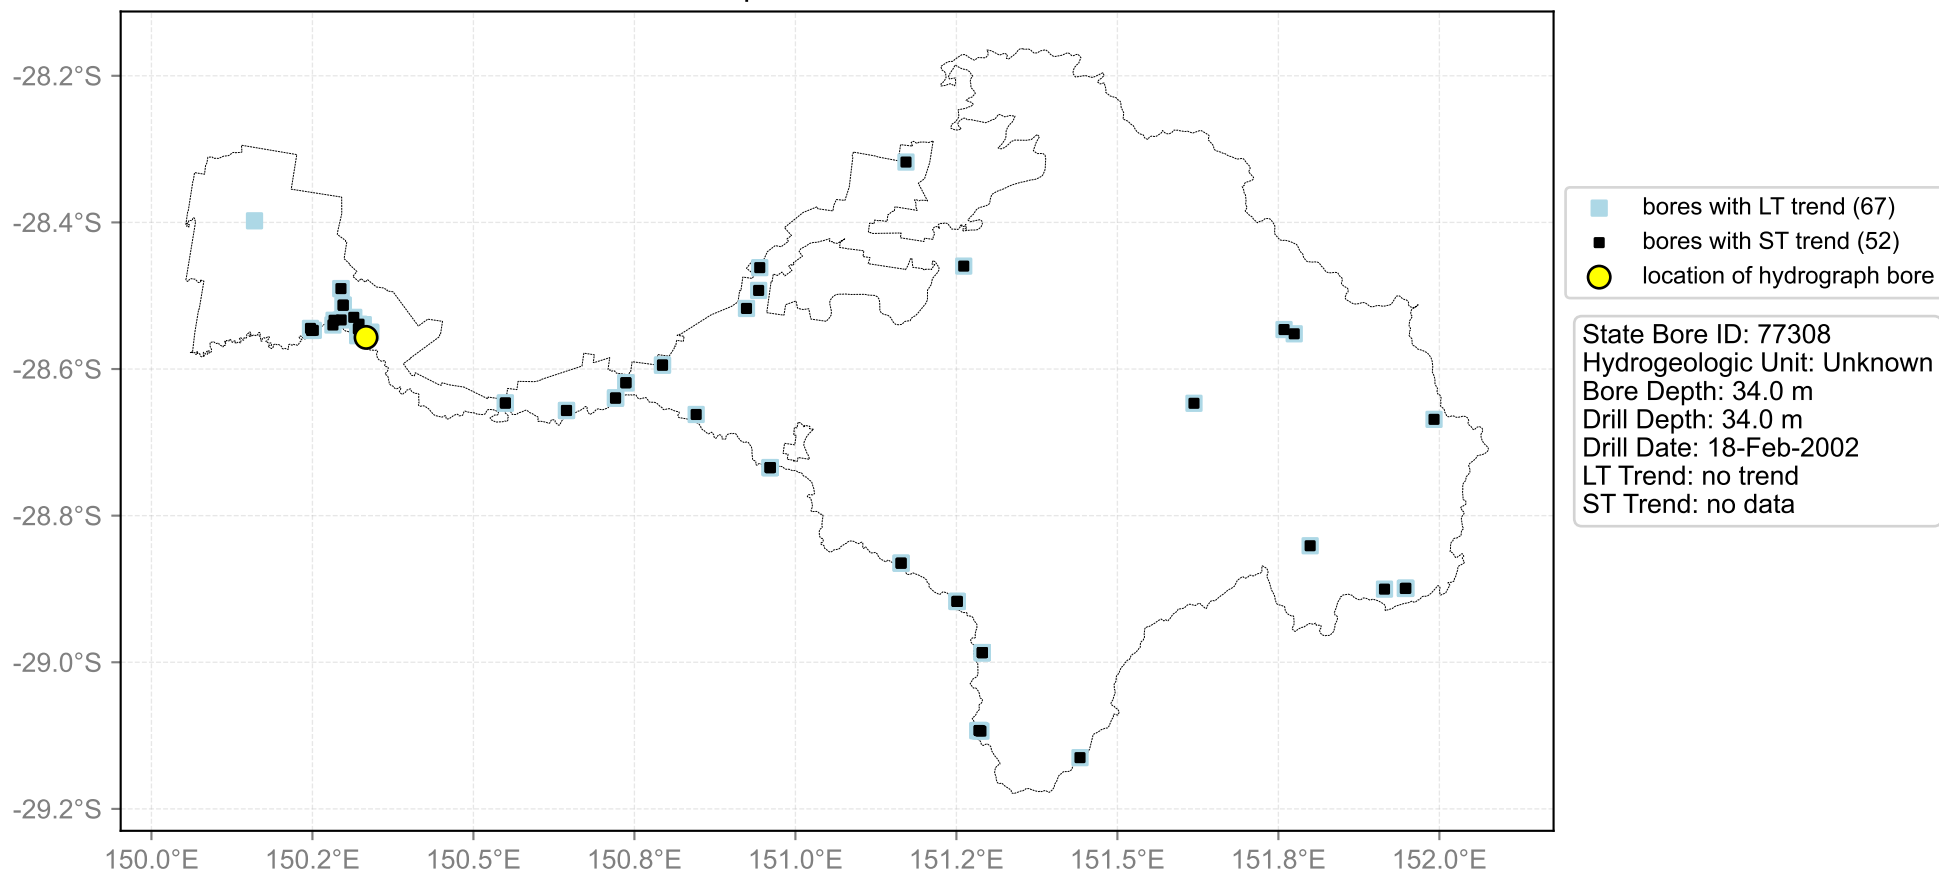 -28.2°S
-28.4°S
-28.6°S
-28.8°S
-29.0°S
-29.2°S
150.0°E
150.2°E
150.5°E
150.8°E
151.0°E
151.2°E
151.5°E
151.8°E
152.0°E
bores with LT trend (67)
bores with ST trend (52)
location of hydrograph bore
State Bore ID: 77308
Hydrogeologic Unit: Unknown
Bore Depth: 34.0 m
Drill Depth: 34.0 m
Drill Date: 18-Feb-2002
LT Trend: no trend
ST Trend: no data